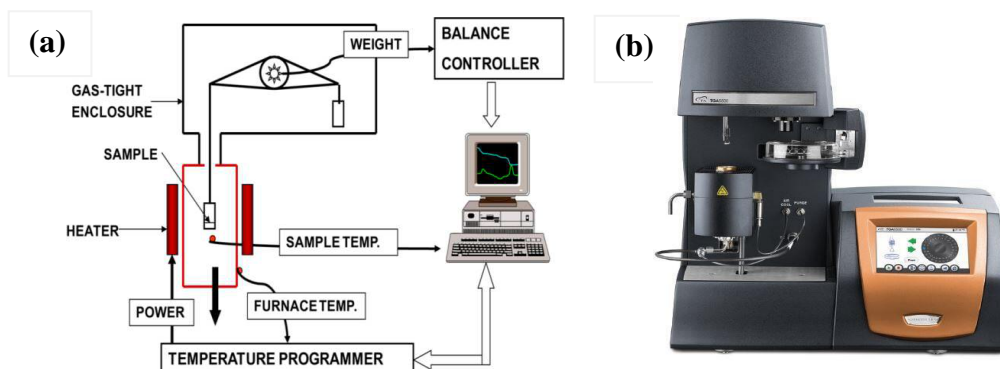 (a)
WEIGHT
BALANCE
CONTROLLER
GAS-TIGHT
ENCLOSURE
SAMPLE
HEATER
SAMPLE TEMP.
POWER
FURNACE TEMP.
TEMPERATURE PROGRAMMER
(b)